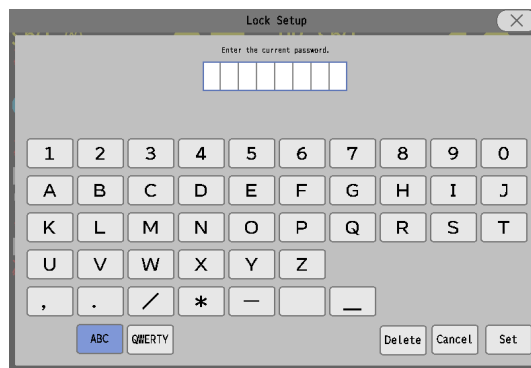 Lock Setup
Enter the current password.
1 2 3 4 5 6 7 8 9 0
A B C D E F G H I J
K L M N O P Q R S T
U V W X Y Z
, . / * − _
ABC QWERTY Delete Cancel Set